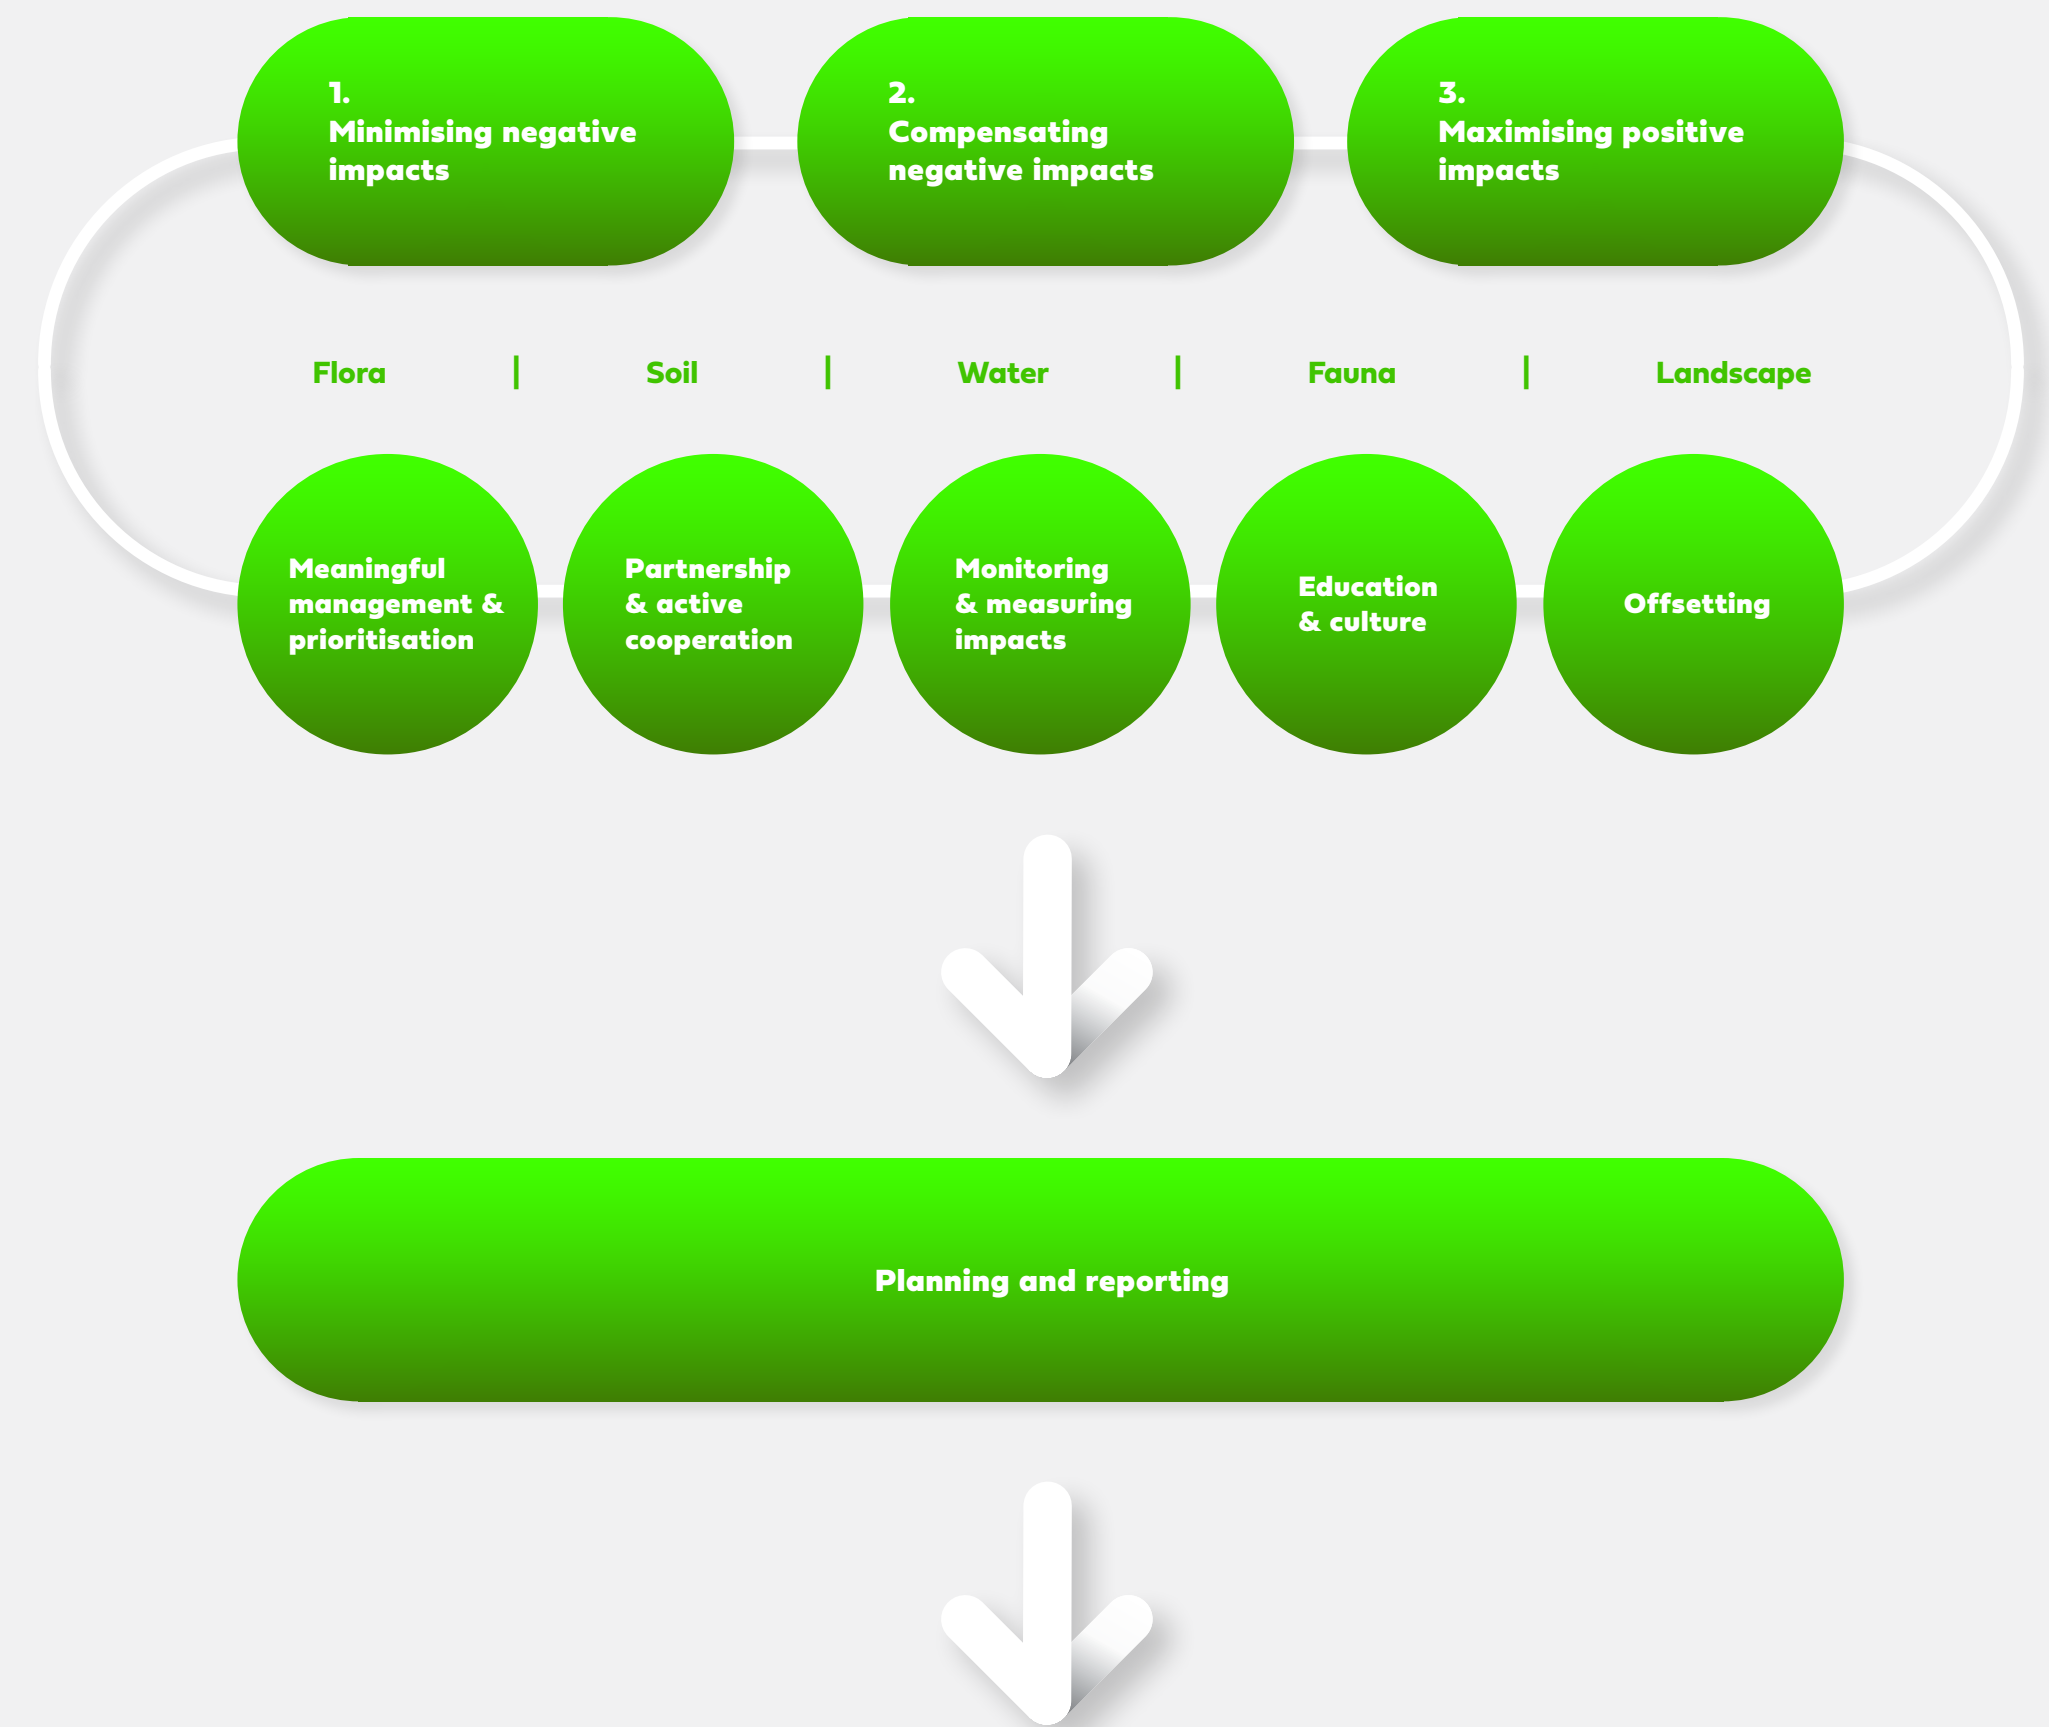 1.
Minimising negative
impacts
2.
Compensating
negative impacts
3.
Maximising positive
impacts
Flora | Soil | Water | Fauna | Landscape
Meaningful
management &
prioritisation
Partnership
& active
cooperation
Monitoring
& measuring
impacts
Education
& culture
Offsetting
Planning and reporting